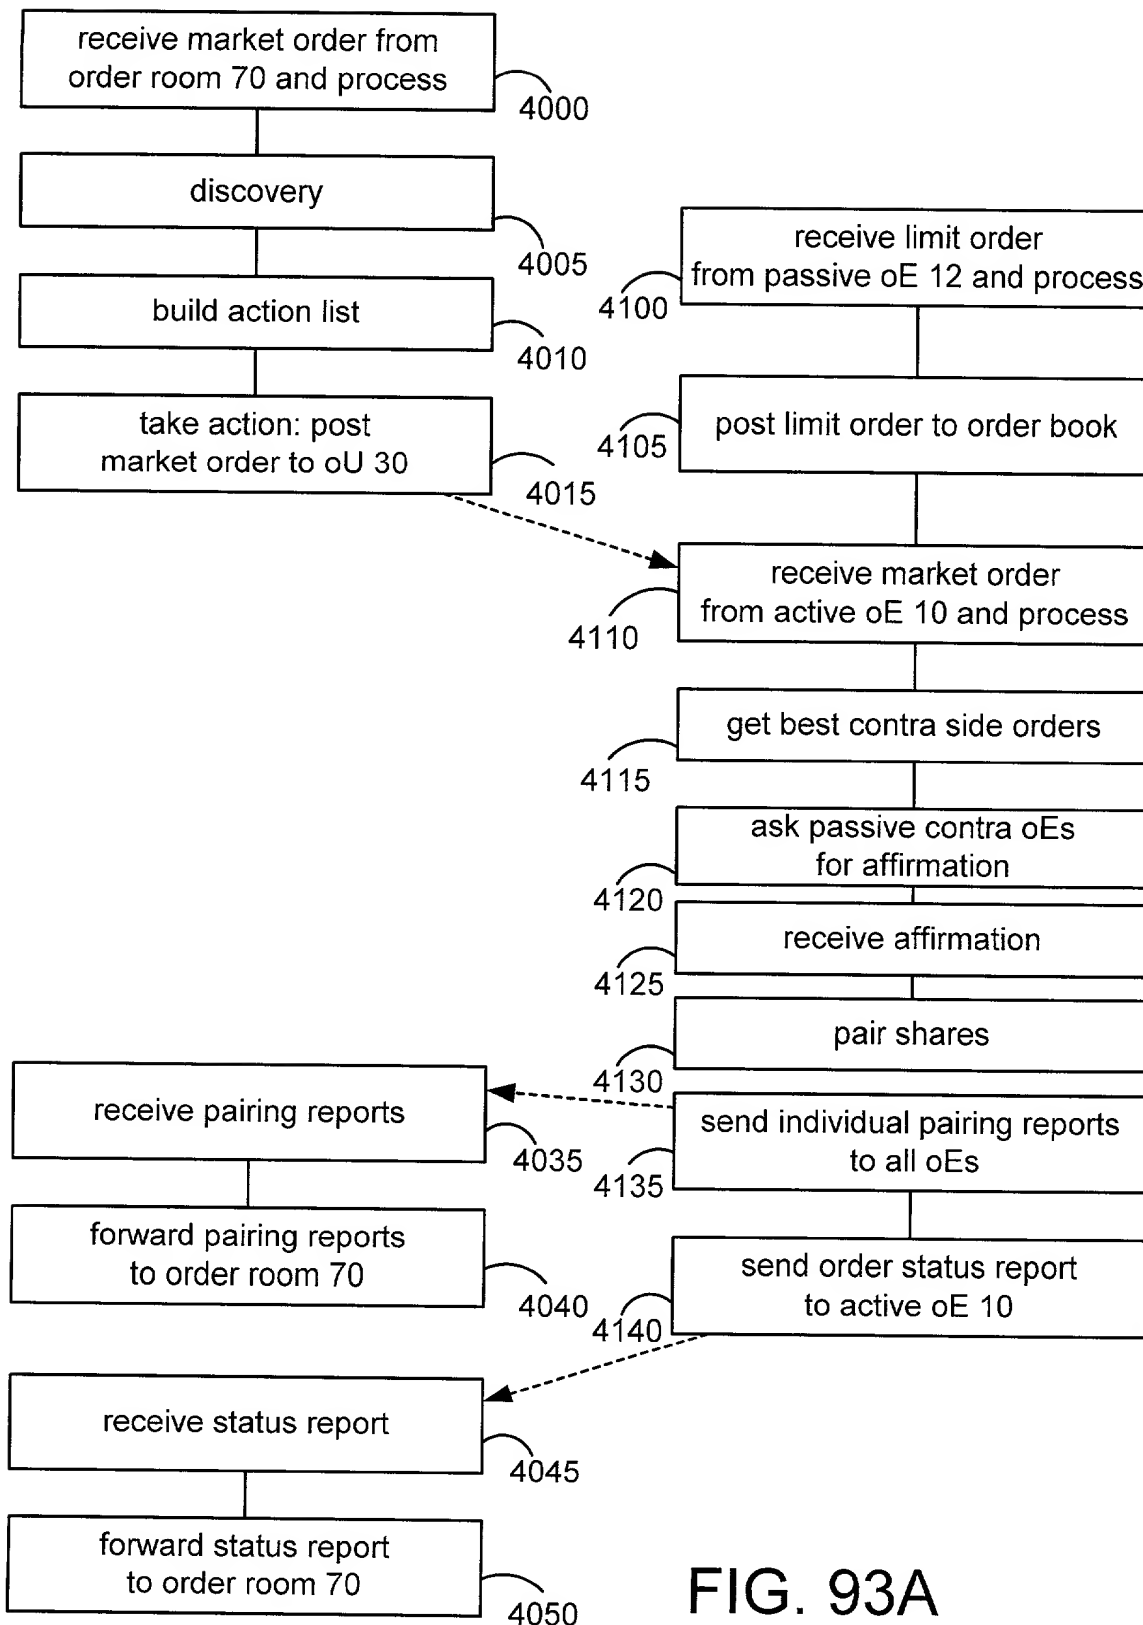 receive market order from
order room 70 and process
4000
discovery
4005
build action list
4010
take action: post
market order to oU 30
4015
receive limit order
from passive oE 12 and process
4100
post limit order to order book
4105
receive market order
from active oE 10 and process
4110
get best contra side orders
4115
ask passive contra oEs
for affirmation
4120
receive affirmation
4125
pair shares
4130
send individual pairing reports
to all oEs
4135
send order status report
to active oE 10
4140
receive pairing reports
4035
forward pairing reports
to order room 70
4040
receive status report
4045
forward status report
to order room 70
4050
FIG. 93A